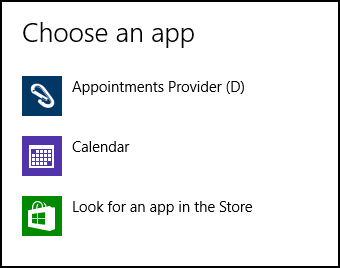 Choose an app
Appointments Provider (D)
Calendar
Look for an app in the Store